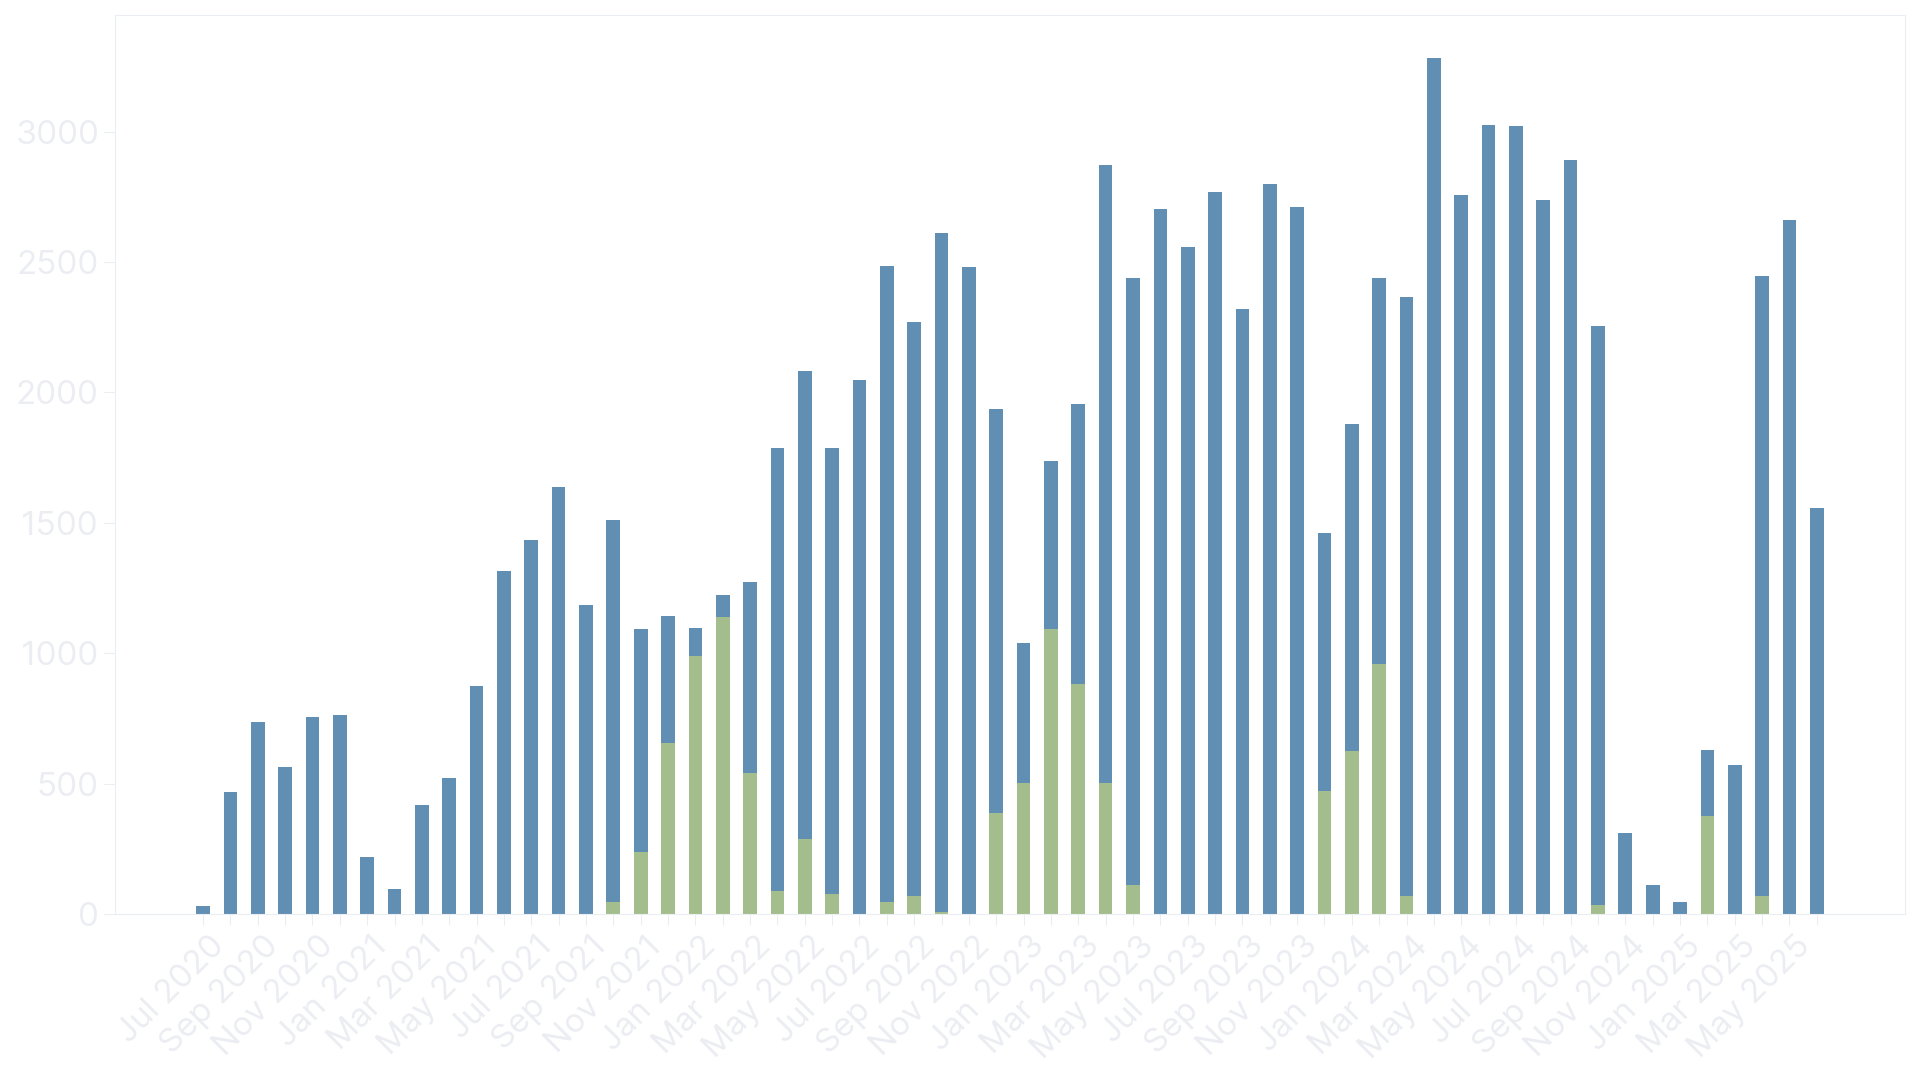 3000
2500
2000
1500
1000
500
0
Jul 2020
Sep 2020
Nov 2020
Jan 2021
Mar 2021
May 2021
Jul 2021
Sep 2021
Nov 2021
Jan 2022
Mar 2022
May 2022
Jul 2022
Sep 2022
Nov 2022
Jan 2023
Mar 2023
May 2023
Jul 2023
Sep 2023
Nov 2023
Jan 2024
Mar 2024
May 2024
Jul 2024
Sep 2024
Nov 2024
Jan 2025
Mar 2025
May 2025